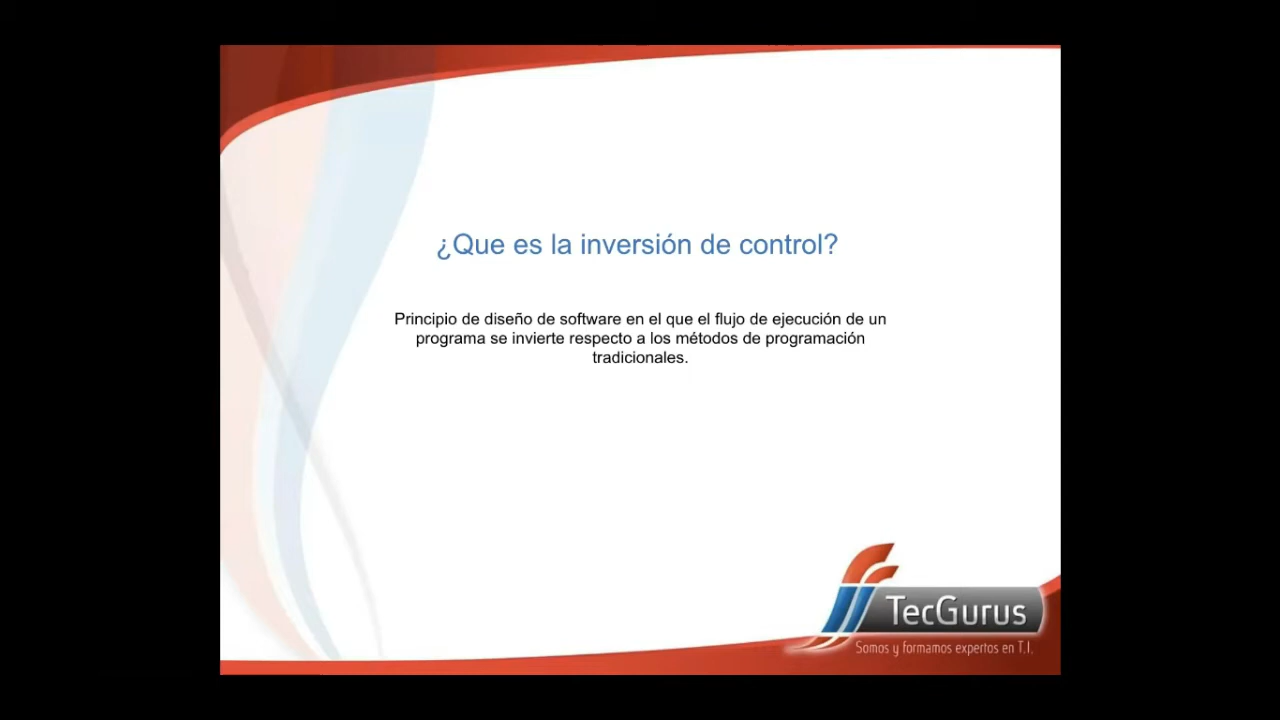 ¿Que es la inversión de control?
Principio de diseño de software en el que el flujo de ejecución de un
programa se invierte respecto a los métodos de programación
tradicionales.
TecGurus
Somos y formamos expertos en T.I.